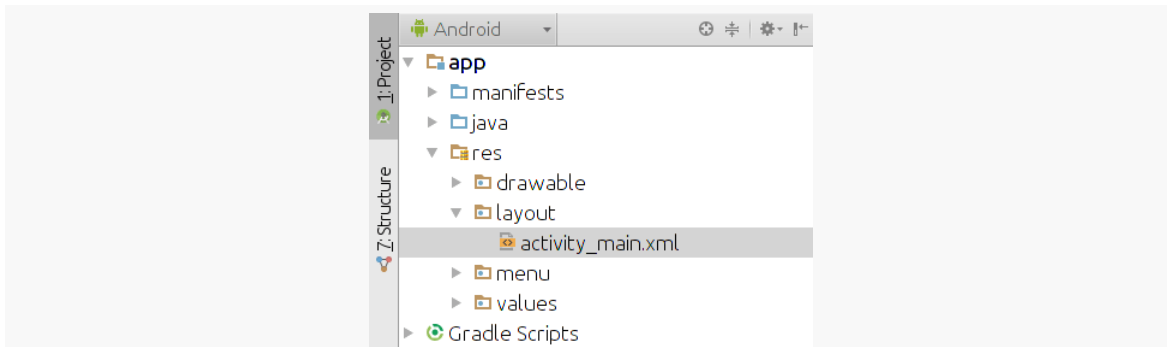 Android
1: Project
app
manifests
java
res
drawable
7: Structure
layout
activity_main.xml
menu
values
Gradle Scripts